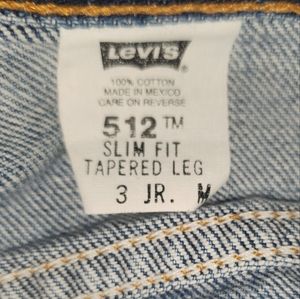 LEVI'S
100% COTTON
MADE IN MEXICO
CARE ON REVERSE
512™
SLIM FIT
TAPERED LEG
3 JR. M